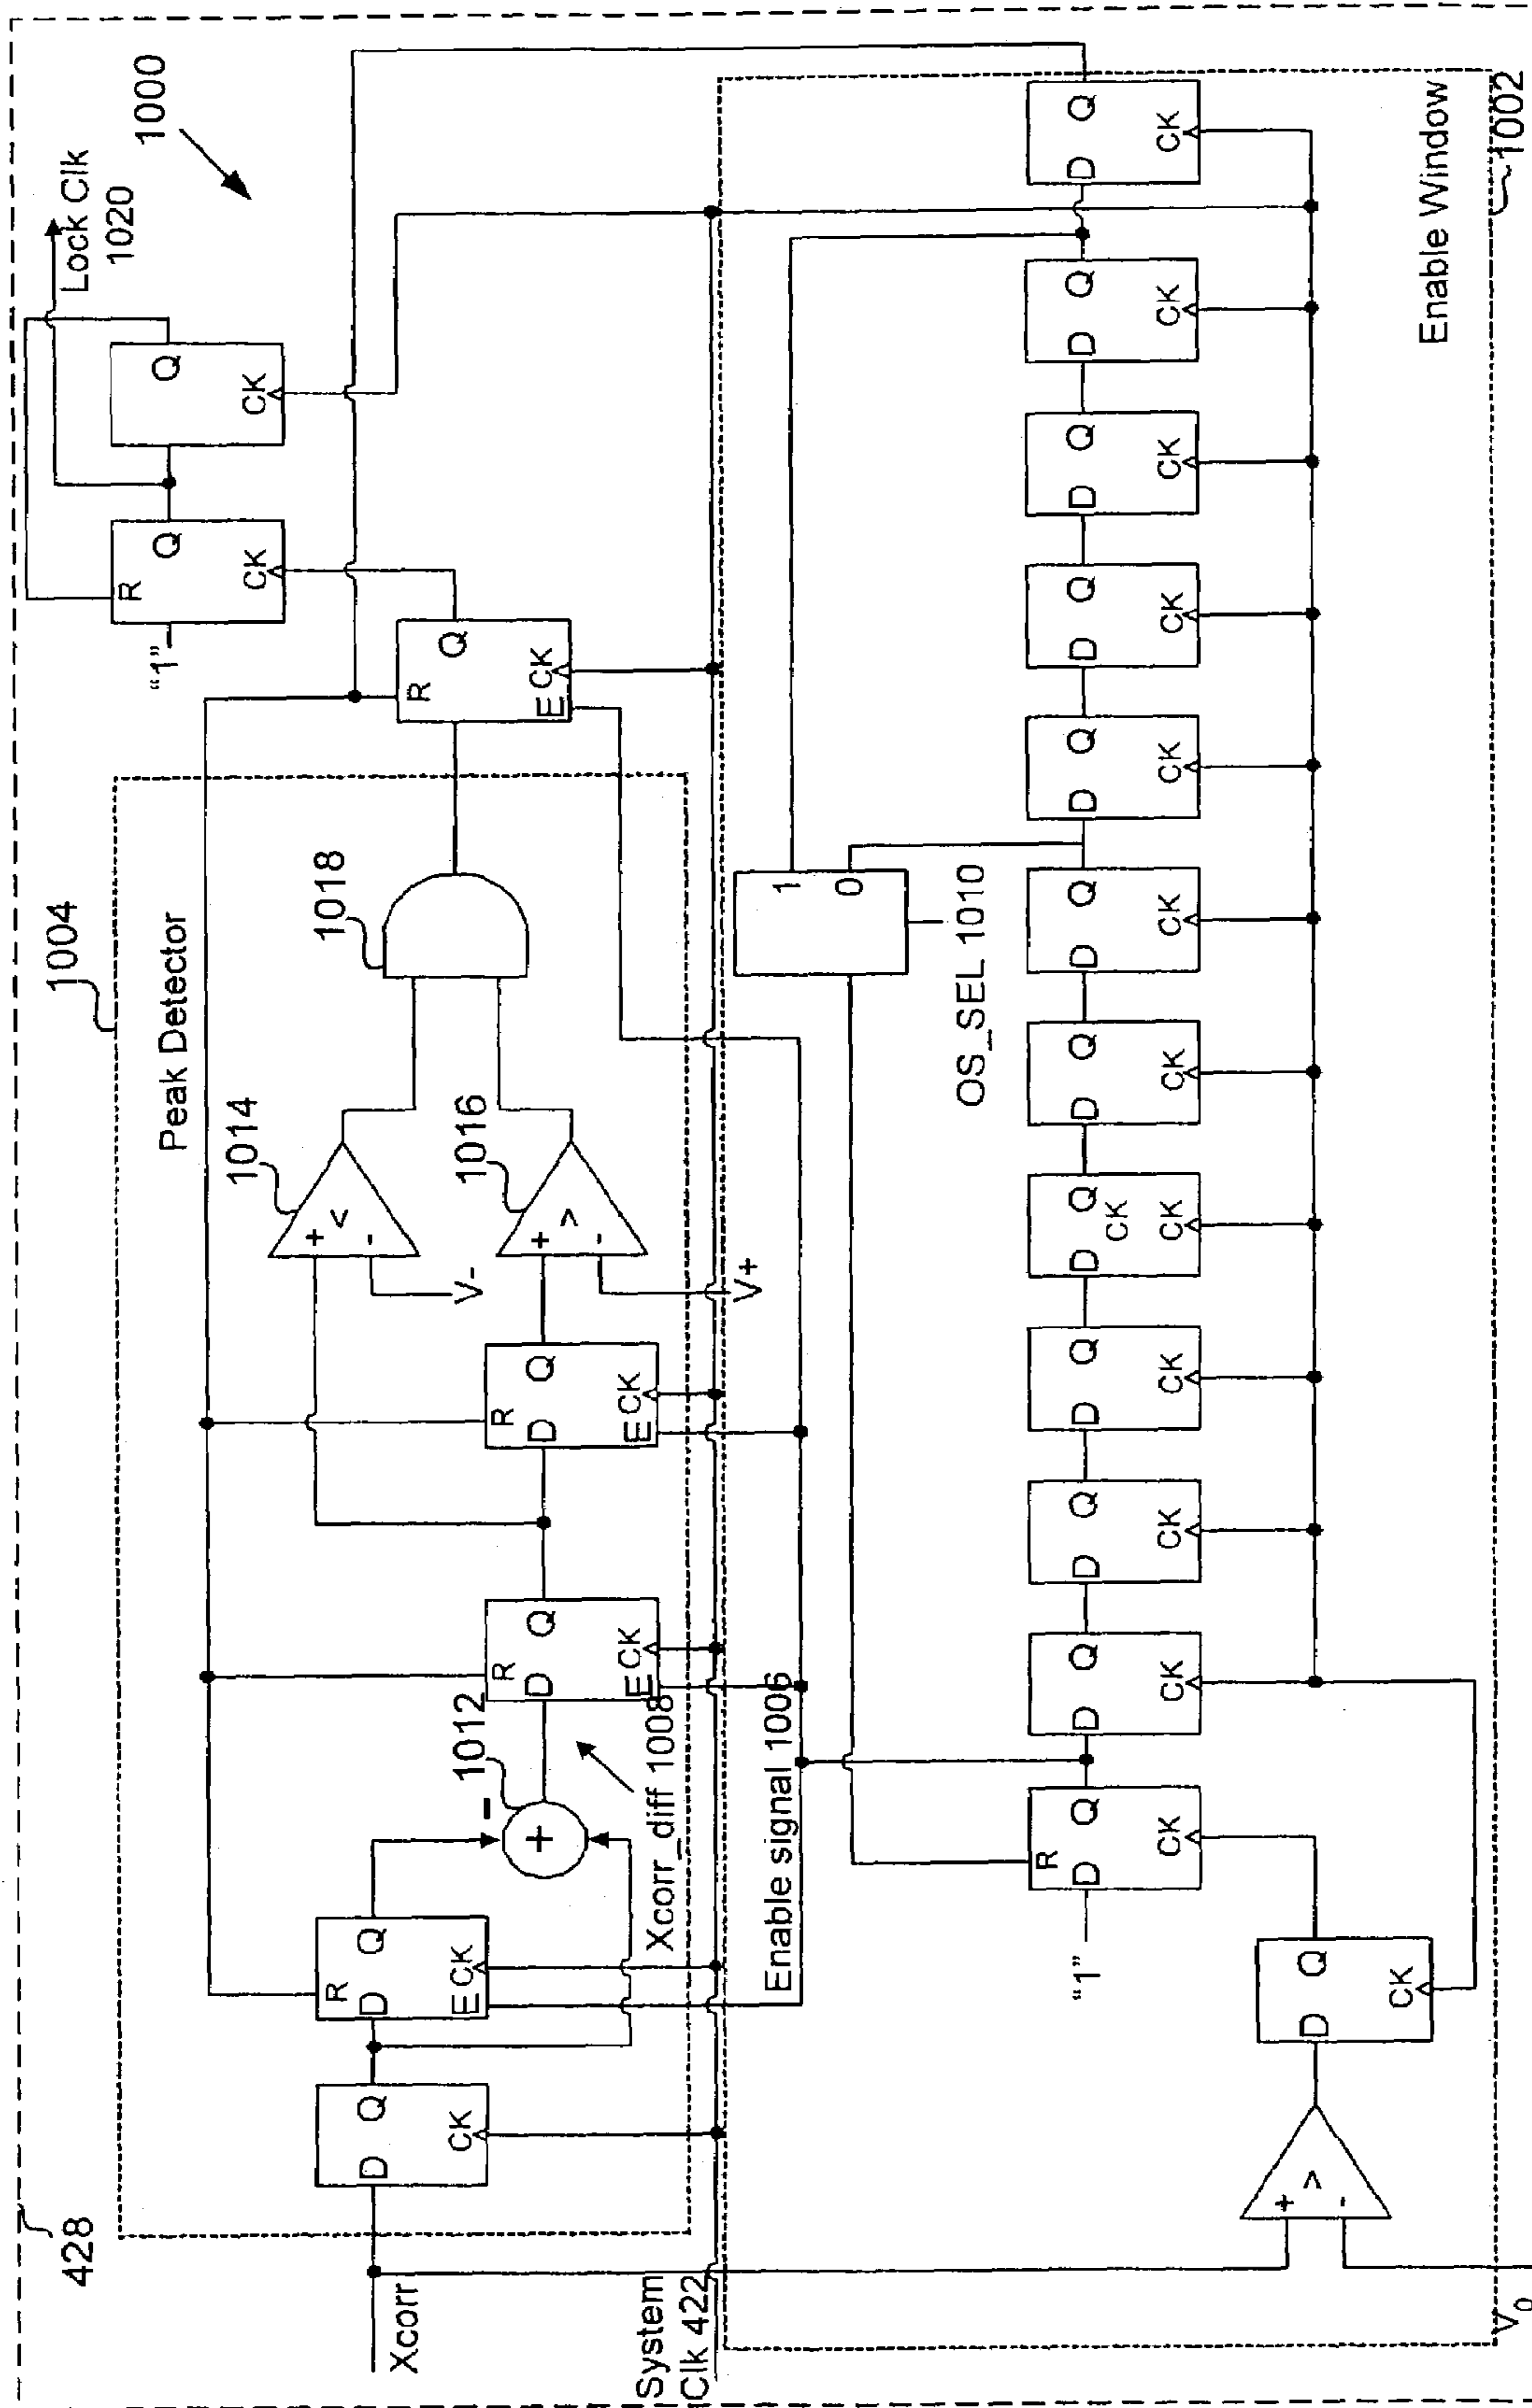 428
1004
1000
Peak Detector
Lock Clk
1020
Xcorr
D Q
CK
R
D Q
E CK
-
+
1012
Xcorr_diff 1008
R
D Q
E CK
R
D Q
E CK
1014
+ <
-
V-
1016
+ >
-
V+
1018
R
Q
E CK
"1"
R
Q
CK
Q
CK
System
Clk 422
Enable signal 1006
1
0
OS_SEL 1010
"1"
R
D Q
CK
D Q
CK
D Q
CK
D Q
CK
D Q
CK
CK
D Q
CK
D Q
CK
D Q
CK
D Q
CK
D Q
CK
D Q
CK
D Q
CK
+ >
-
V0
D Q
CK
Enable Window
1002